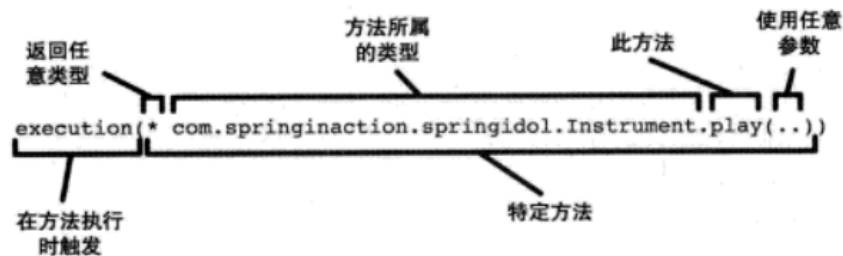 返回任
意类型
方法所属
的类型
此方法
使用任意
参数
execution(* com.springinaction.springidol.Instrument.play(..))
在方法执行
时触发
特定方法